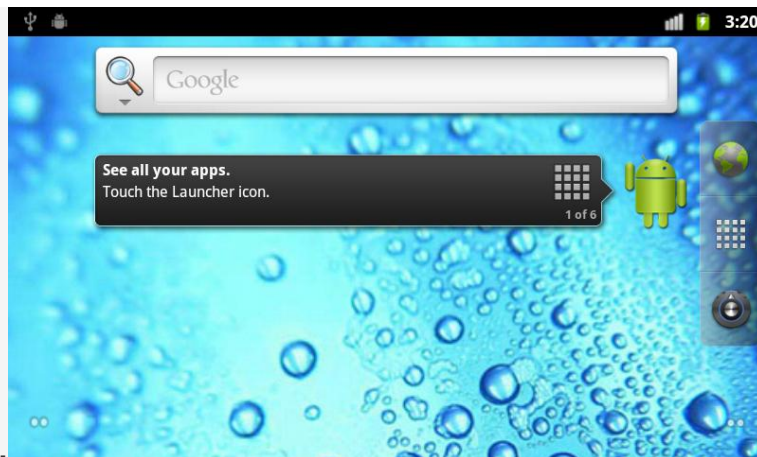 3:20
Google
See all your apps.
Touch the Launcher icon.
1 of 6